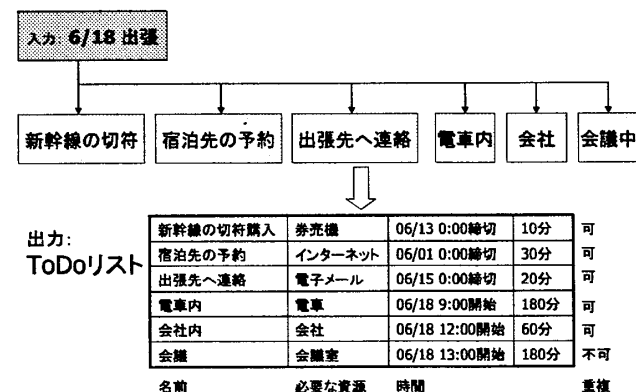 入力: 6/18 出張
新幹線の切符 宿泊先の予約 出張先へ連絡 電車内 会社 会議中
出力:
ToDoリスト
新幹線の切符購入 券売機 06/13 0:00締切 10分 可
宿泊先の予約 インターネット 06/01 0:00締切 30分 可
出張先へ連絡 電子メール 06/15 0:00締切 20分 可
電車内 電車 06/18 9:00開始 180分 可
会社内 会社 06/18 12:00開始 60分 可
会議 会議室 06/18 13:00開始 180分 不可
名前 必要な資源 時間 重複